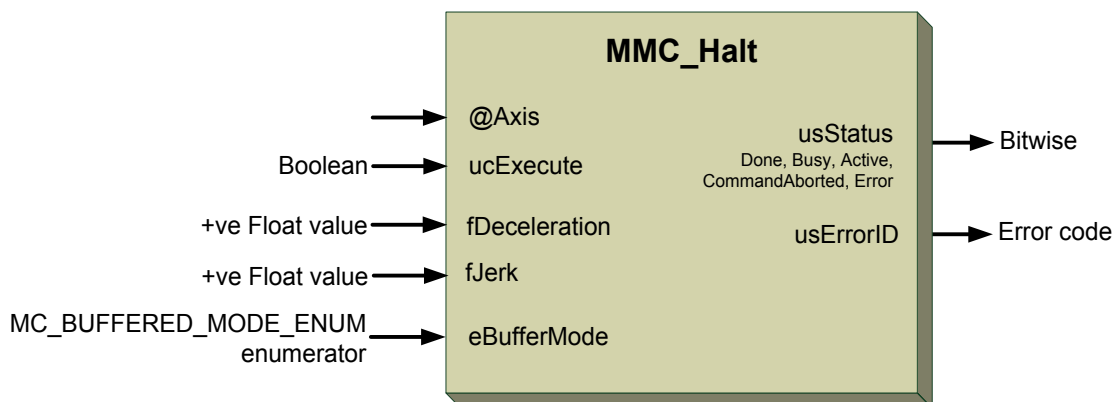 MMC_Halt
@Axis
Boolean
ucExecute
+ve Float value
fDeceleration
+ve Float value
fJerk
MC_BUFFERED_MODE_ENUM
enumerator
eBufferMode
usStatus
Done, Busy, Active,
CommandAborted, Error
Bitwise
usErrorID
Error code